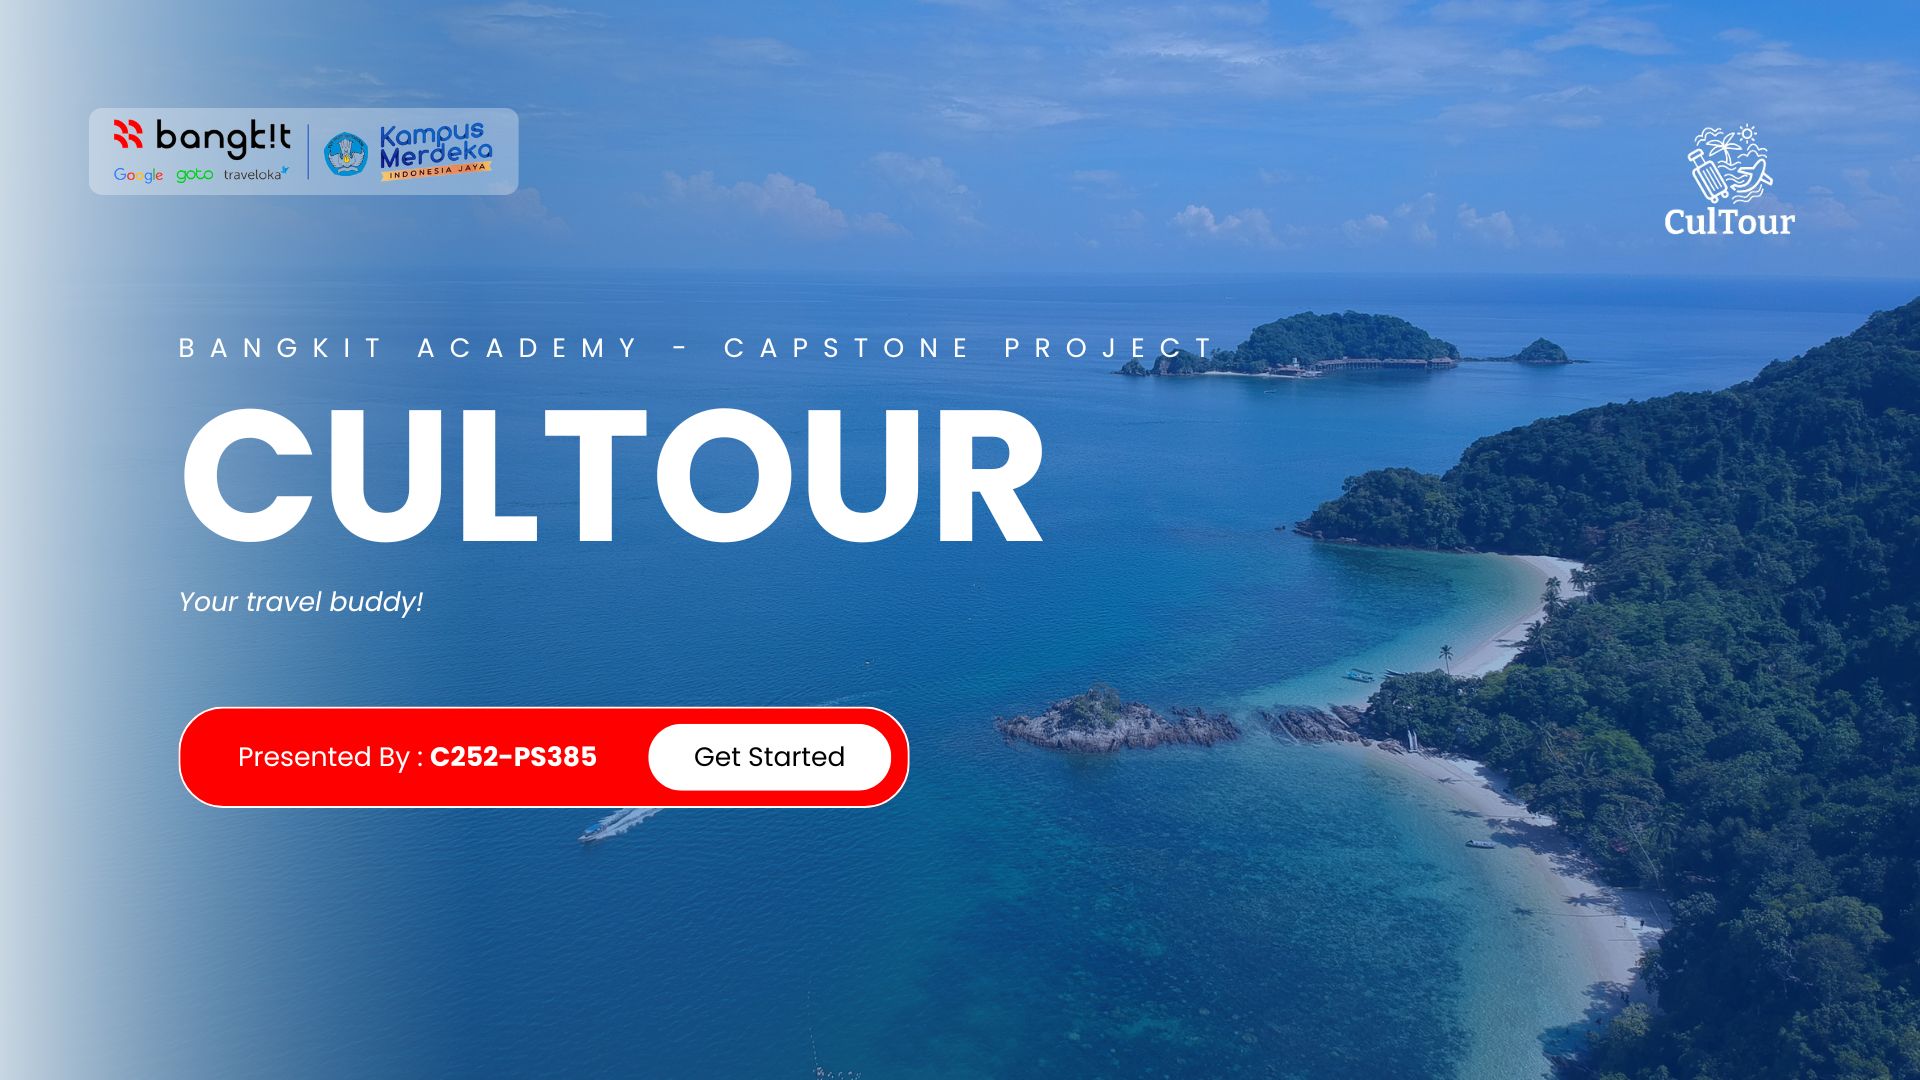 bangk!t
Google goto traveloka
Kampus
Merdeka
INDONESIA JAYA
CulTour
BANGKIT ACADEMY - CAPSTONE PROJECT
CULTOUR
Your travel buddy!
Presented By : C252-PS385
Get Started